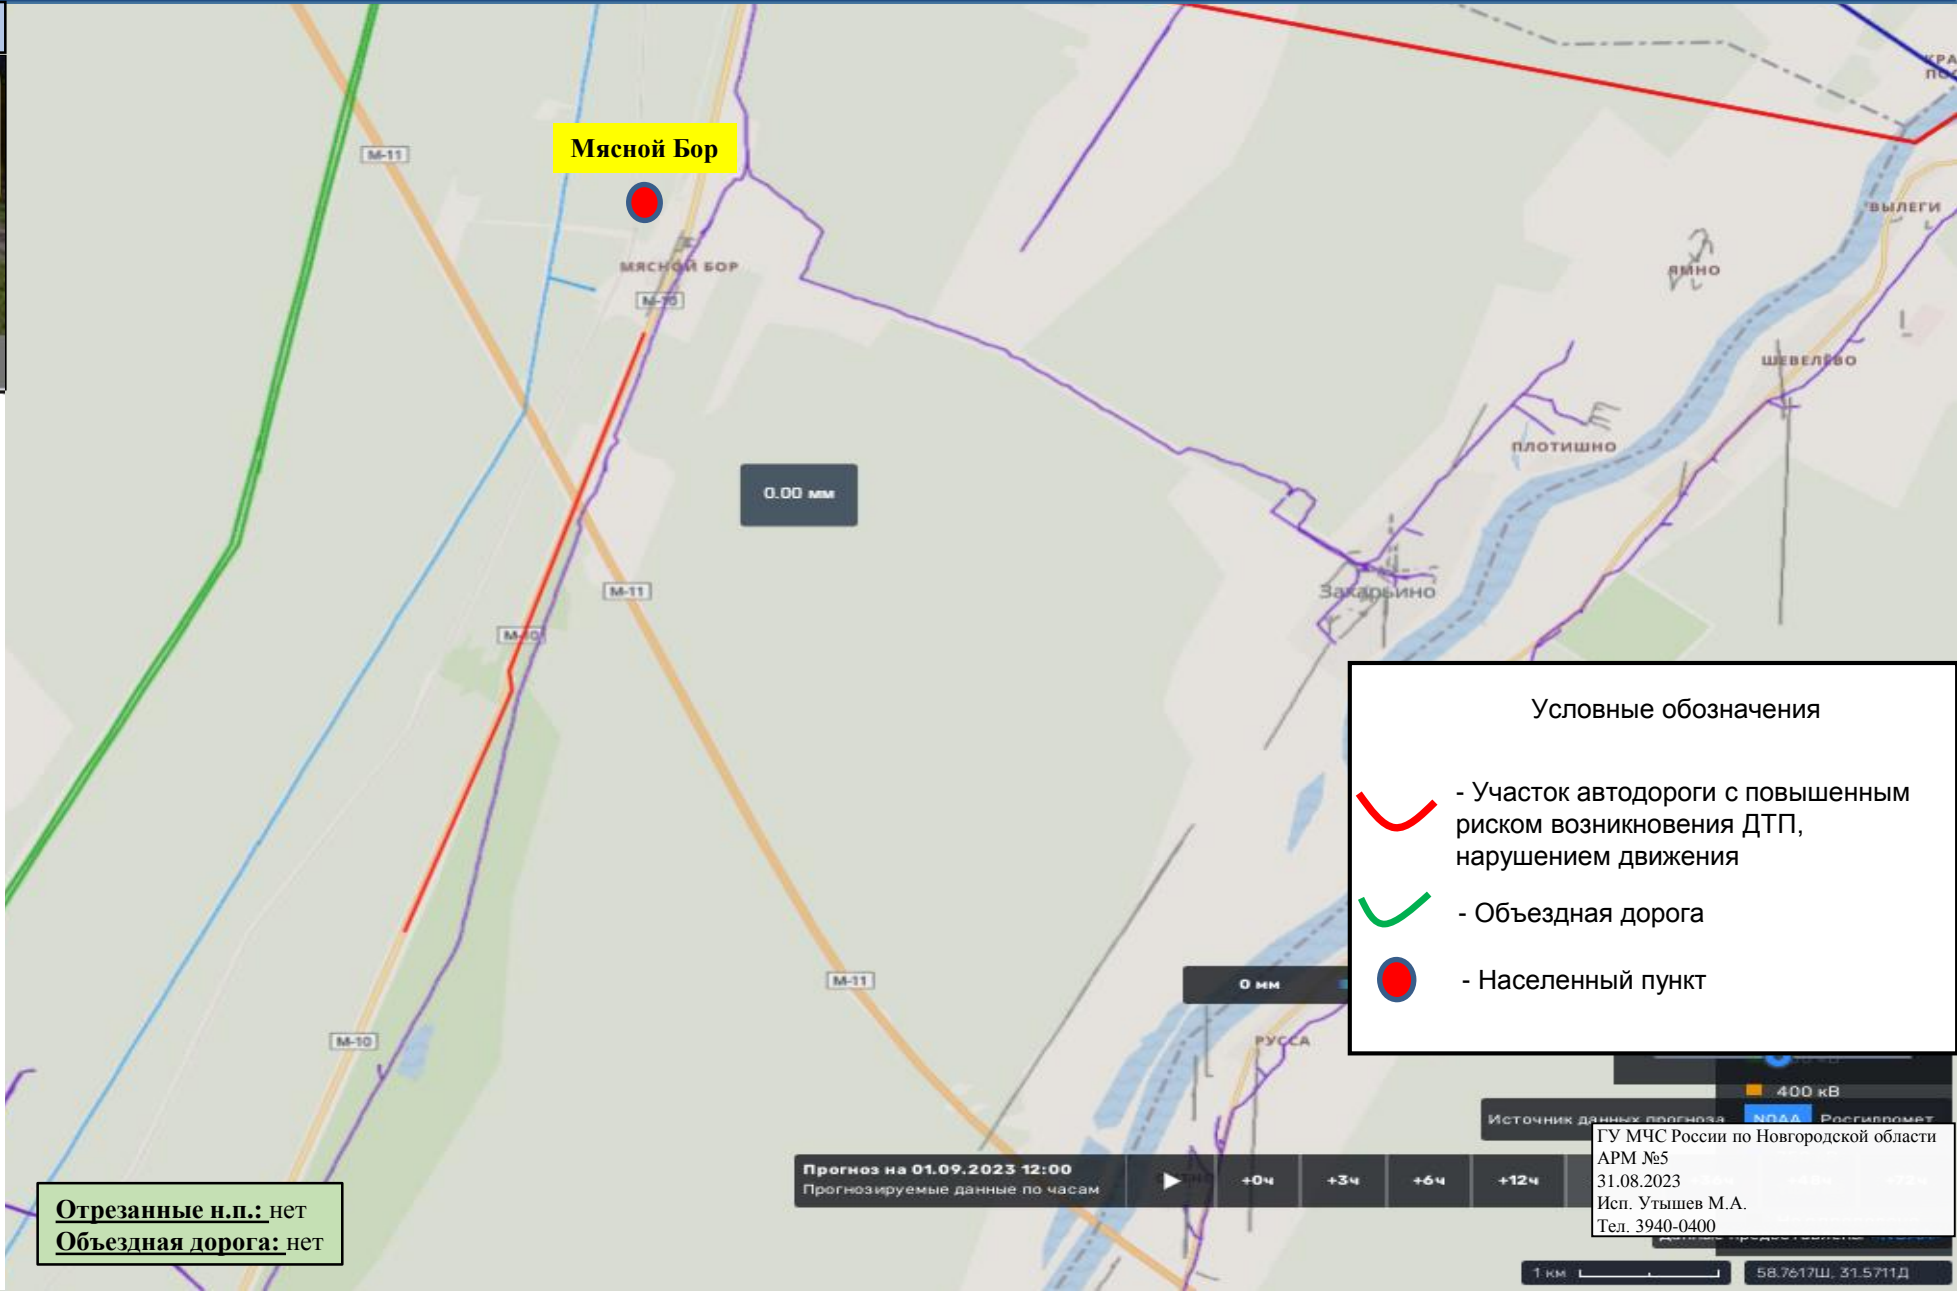 М-11
Мясной Бор
МЯСНОЙ БОР
М-10
ВЫЛЕГИ
ЯМНО
ШЕВЕЛЁВО
ПЛОТИШНО
0.00 мм
Захарьино
М-11
М-10
Условные обозначения
- Участок автодороги с повышенным
риском возникновения ДТП,
нарушением движения
- Объездная дорога
- Населенный пункт
М-11
0 мм
М-10
РУССА
400 кВ
Источник данных прогноза NOAA Росгидромет
ГУ МЧС России по Новгородской области
АРМ №5
31.08.2023
Исп. Утышев М.А.
Тел. 3940-0400
Прогноз на 01.09.2023 12:00
Прогнозируемые данные по часам
+0ч +3ч +6ч +12ч
Отрезанные н.п.: нет
Объездная дорога: нет
1 км
58.7617Ш, 31.5711Д